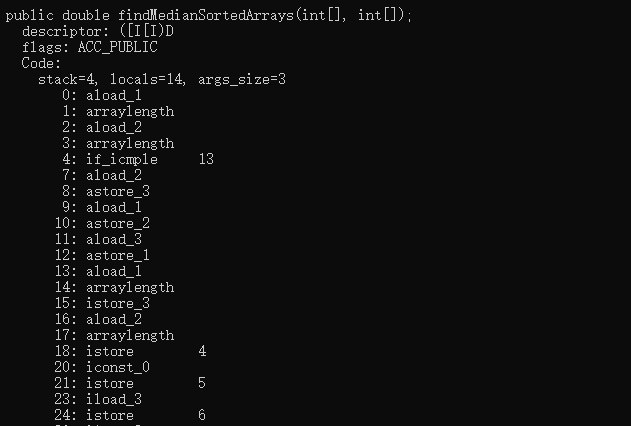 public double findMedianSortedArrays(int[], int[]);
descriptor: ([I[I)D
flags: ACC_PUBLIC
Code:
stack=4, locals=14, args_size=3
0: aload_1
1: arraylength
2: aload_2
3: arraylength
4: if_icmple 13
7: aload_2
8: astore_3
9: aload_1
10: astore_2
11: aload_3
12: astore_1
13: aload_1
14: arraylength
15: istore_3
16: aload_2
17: arraylength
18: istore 4
20: iconst_0
21: istore 5
23: iload_3
24: istore 6